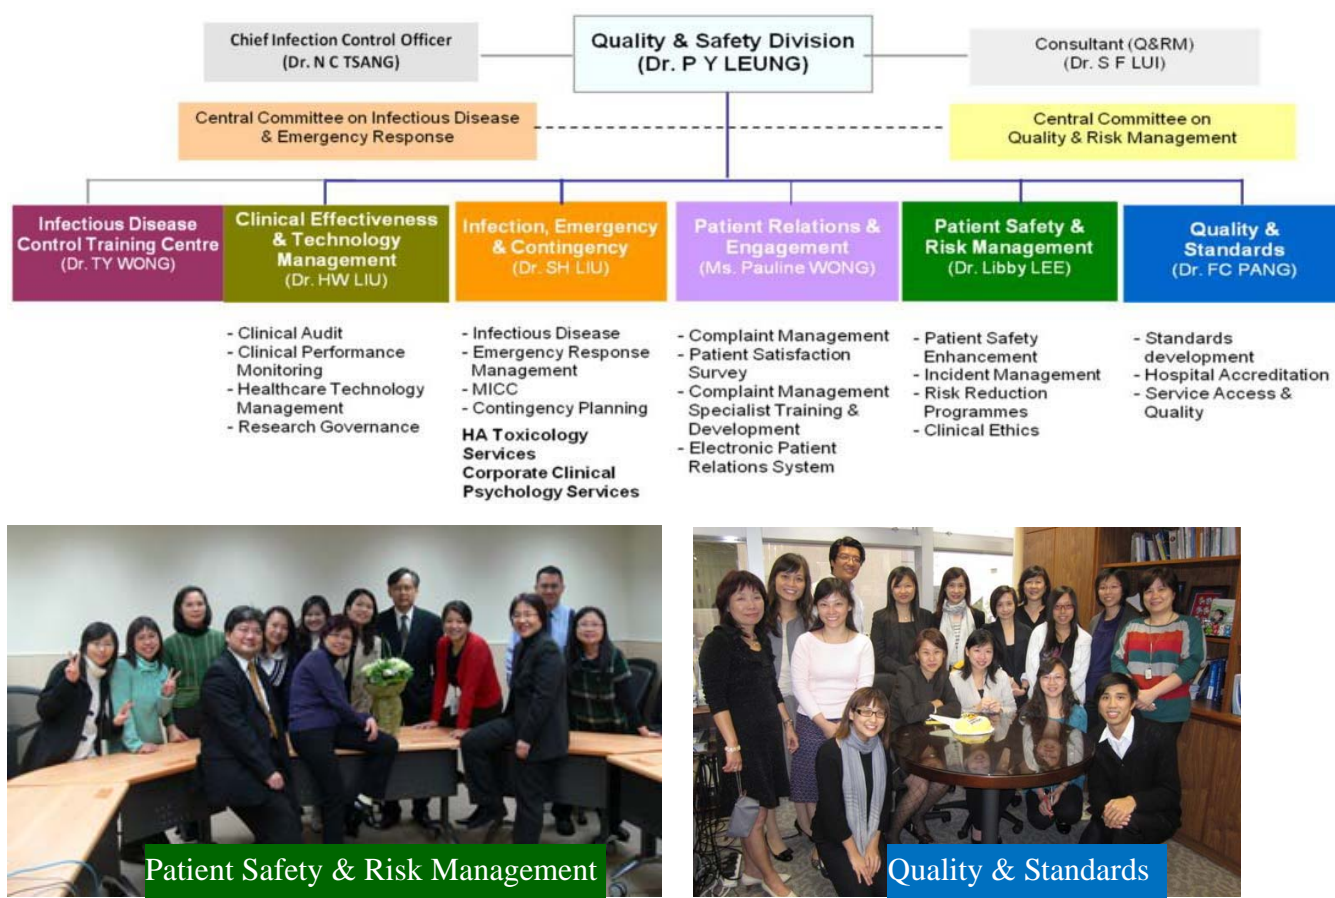 Chief Infection Control Officer
(Dr. N C TSANG)
Quality & Safety Division
(Dr. P Y LEUNG)
Consultant (Q&RM)
(Dr. S F LUI)
Central Committee on Infectious Disease
& Emergency Response
Central Committee on
Quality & Risk Management
Infectious Disease
Control Training Centre
(Dr. TY WONG)
Clinical Effectiveness
& Technology
Management
(Dr. HW LIU)
Infection, Emergency
& Contingency
(Dr. SH LIU)
Patient Relations &
Engagement
(Ms. Pauline WONG)
Patient Safety &
Risk Management
(Dr. Libby LEE)
Quality &
Standards
(Dr. FC PANG)
- Clinical Audit
- Clinical Performance
Monitoring
- Healthcare Technology
Management
- Research Governance
- Infectious Disease
- Emergency Response
Management
- MICC
- Contingency Planning
HA Toxicology
Services
Corporate Clinical
Psychology Services
- Complaint Management
- Patient Satisfaction
Survey
- Complaint Management
Specialist Training &
Development
- Electronic Patient
Relations System
- Patient Safety
Enhancement
- Incident Management
- Risk Reduction
Programmes
- Clinical Ethics
- Standards
development
- Hospital Accreditation
- Service Access &
Quality
Patient Safety & Risk Management
Quality & Standards